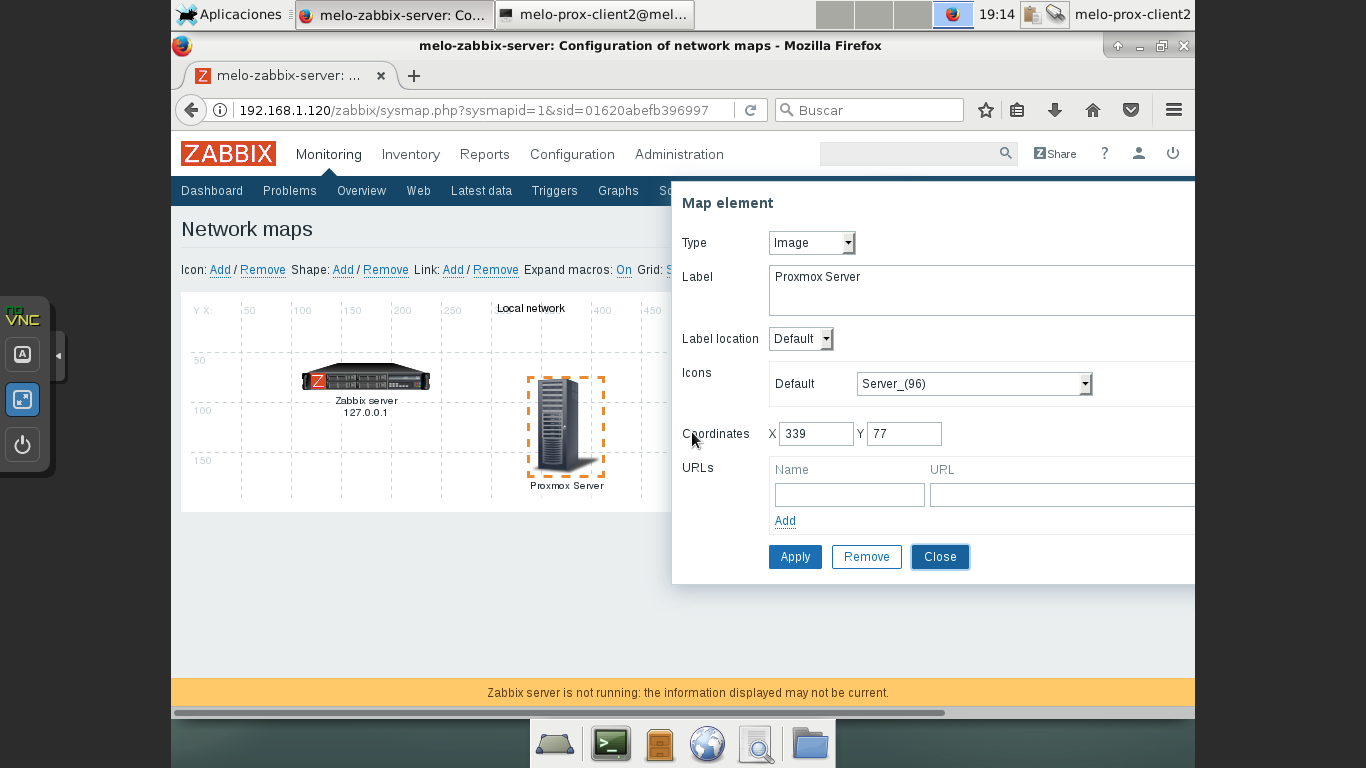 Aplicaciones
melo-zabbix-server: Co...
melo-prox-client2@mel...
19:14
melo-prox-client2
melo-zabbix-server: Configuration of network maps - Mozilla Firefox
melo-zabbix-server: ...
192.168.1.120/zabbix/sysmap.php?sysmapid=1&sid=01620abefb396997
Buscar
ZABBIX
Monitoring
Inventory
Reports
Configuration
Administration
Z Share
?
Dashboard
Problems
Overview
Web
Latest data
Triggers
Graphs
Sc
Network maps
Icon: Add / Remove Shape: Add / Remove Link: Add / Remove Expand macros: On Grid: S
Y X:
50
100
150
200
250
Local network
400
450
50
100
150
Z
Zabbix server
127.0.0.1
Proxmox Server
Map element
Type
Image
Label
Proxmox Server
Label location
Default
Icons
Default
Server_(96)
Coordinates
X 339 Y 77
URLs
Name
URL
Add
Apply
Remove
Close
Zabbix server is not running: the information displayed may not be current.
no
VNC
A